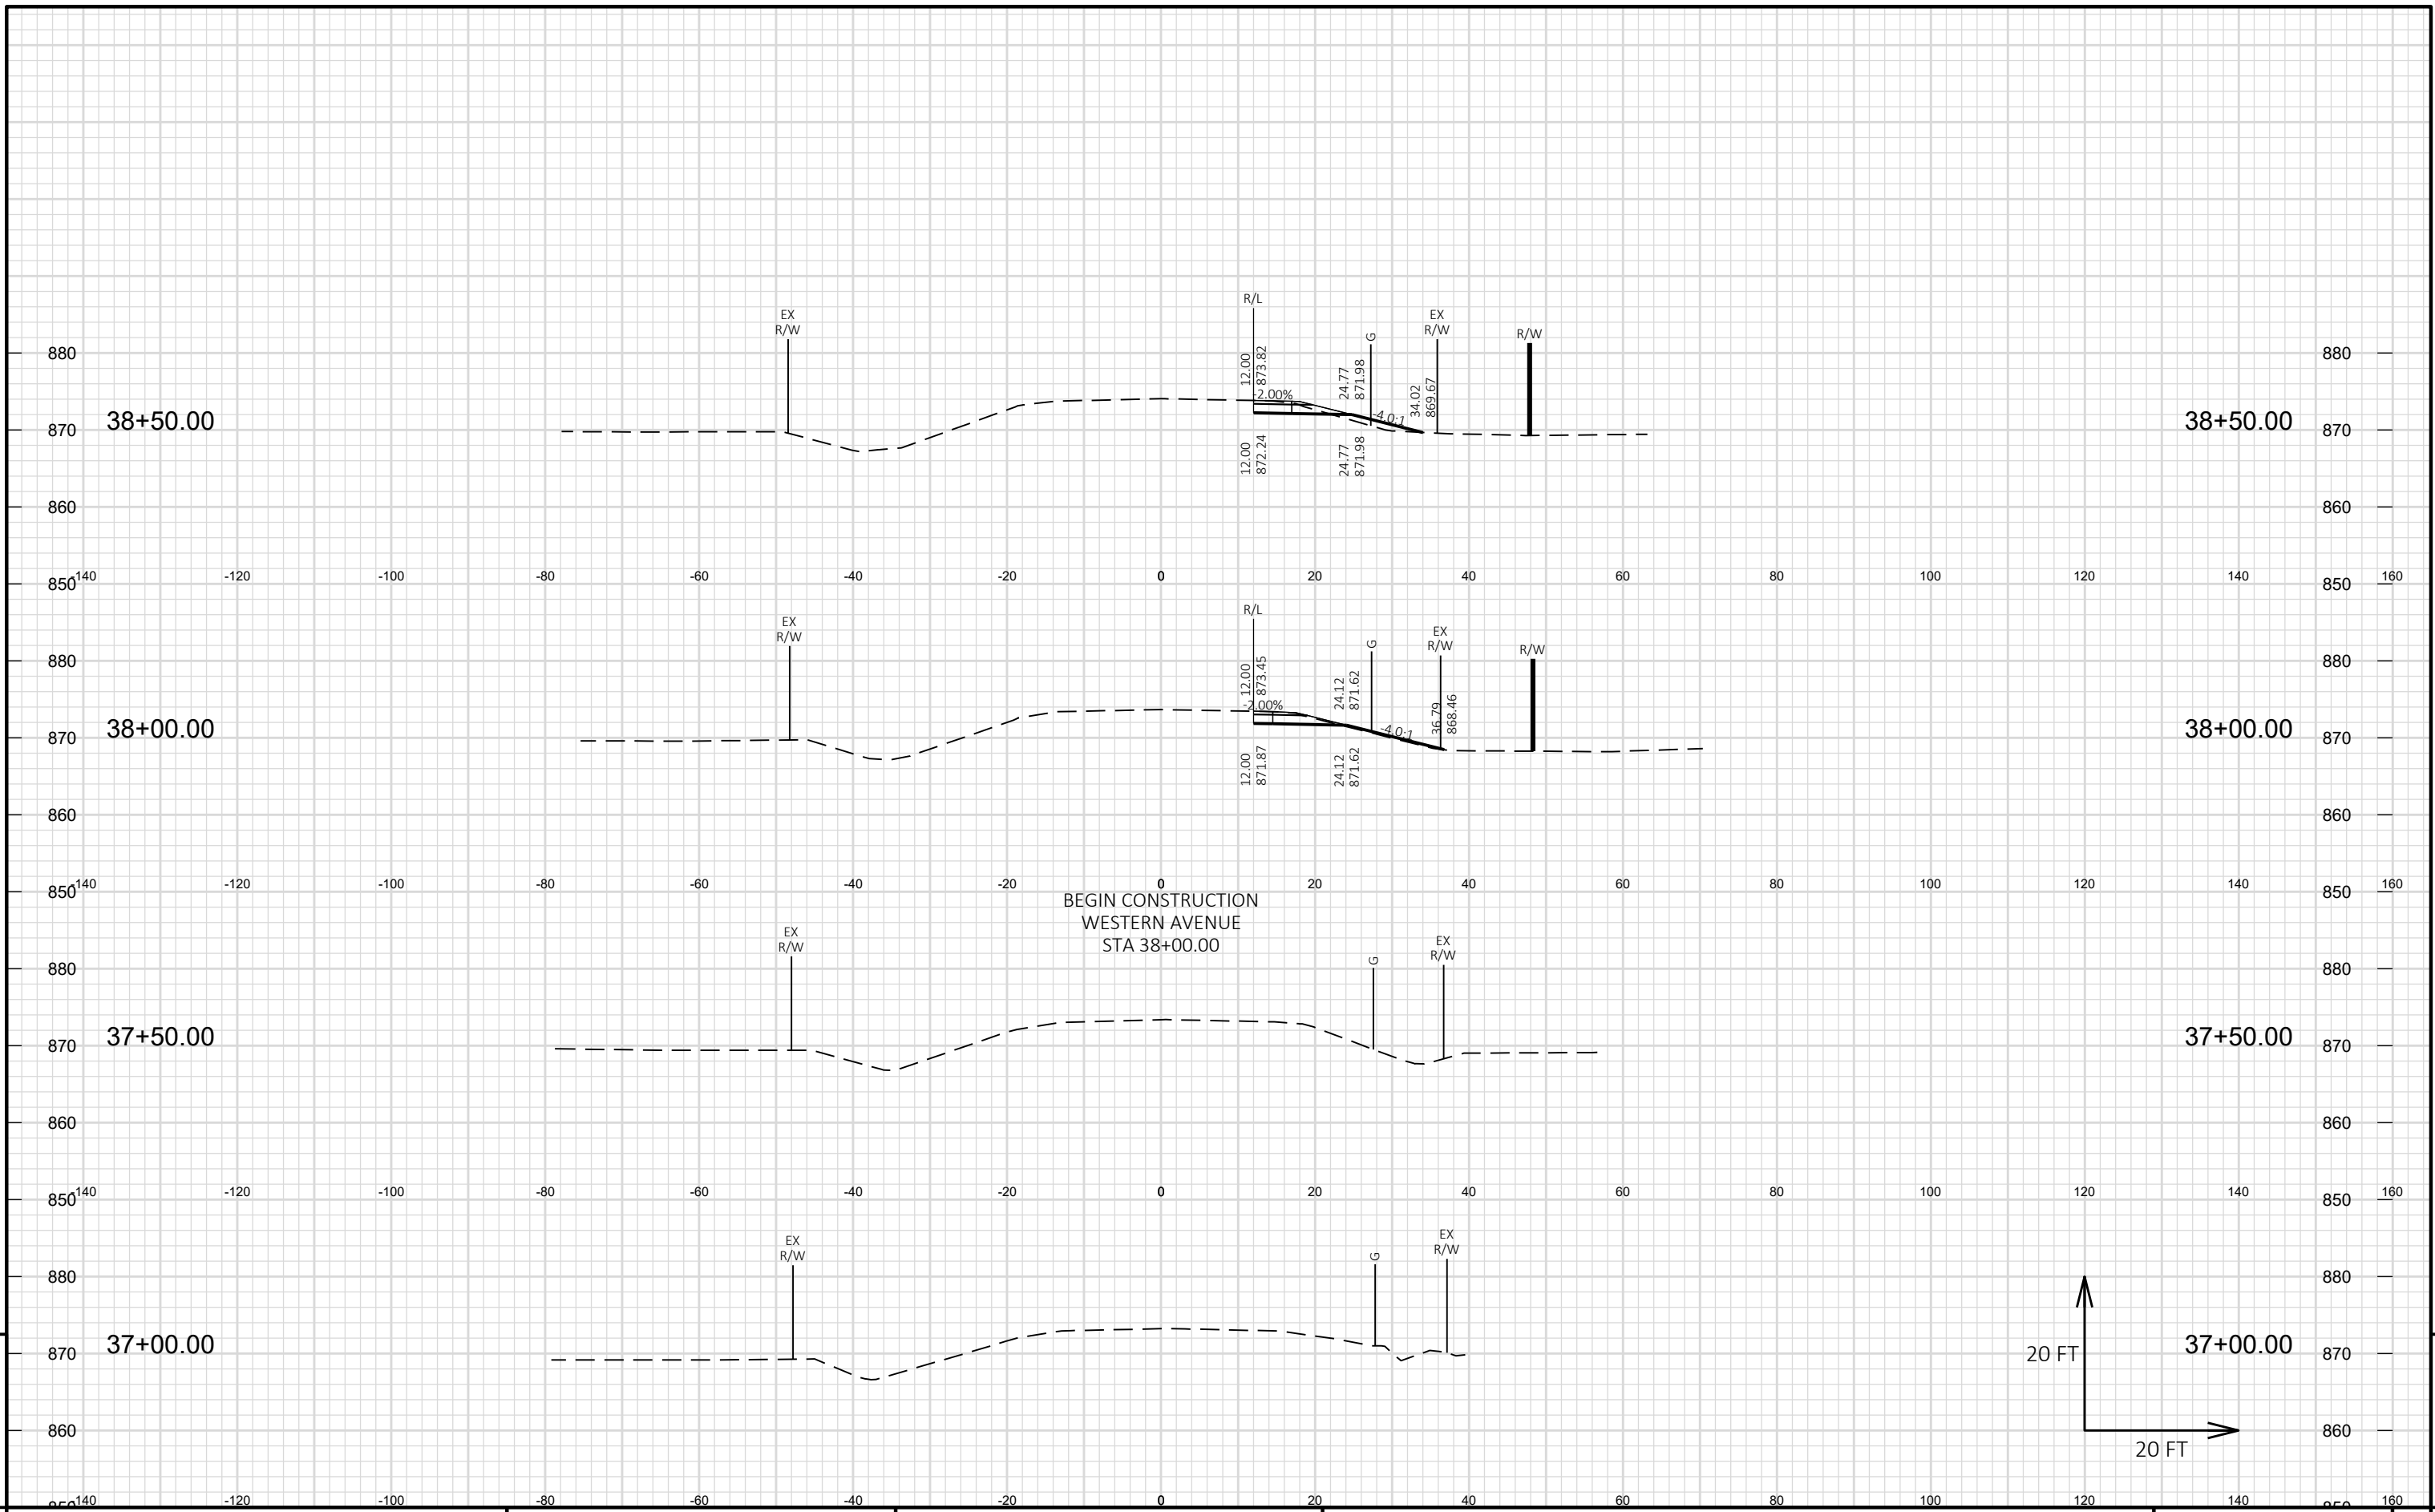 R/L
EX
R/W
EX
R/W
G
R/W
12.00
873.82
24.77
871.98
34.02
869.67
-2.00%
-4.0:1
12.00
872.24
24.77
871.98
880 880
38+50.00 38+50.00
870 870
860 860
850 -140 -120 -100 -80 -60 -40 -20 0 20 40 60 80 100 120 140 850 160
R/L
EX
R/W
EX
R/W
G
R/W
12.00
873.45
24.12
871.62
36.79
868.46
-2.00%
-4.0:1
12.00
871.87
24.12
871.62
880 880
38+00.00 38+00.00
870 870
860 860
850 -140 -120 -100 -80 -60 -40 -20 0 20 40 60 80 100 120 140 850 160
BEGIN CONSTRUCTION
WESTERN AVENUE
STA 38+00.00
EX
R/W
G
EX
R/W
880 880
37+50.00 37+50.00
870 870
860 860
850 -140 -120 -100 -80 -60 -40 -20 0 20 40 60 80 100 120 140 850 160
EX
R/W
G
EX
R/W
880 880
37+00.00 37+00.00
870 20 FT 870
860 860
20 FT
850 -140 -120 -100 -80 -60 -40 -20 0 20 40 60 80 100 120 140 850 160